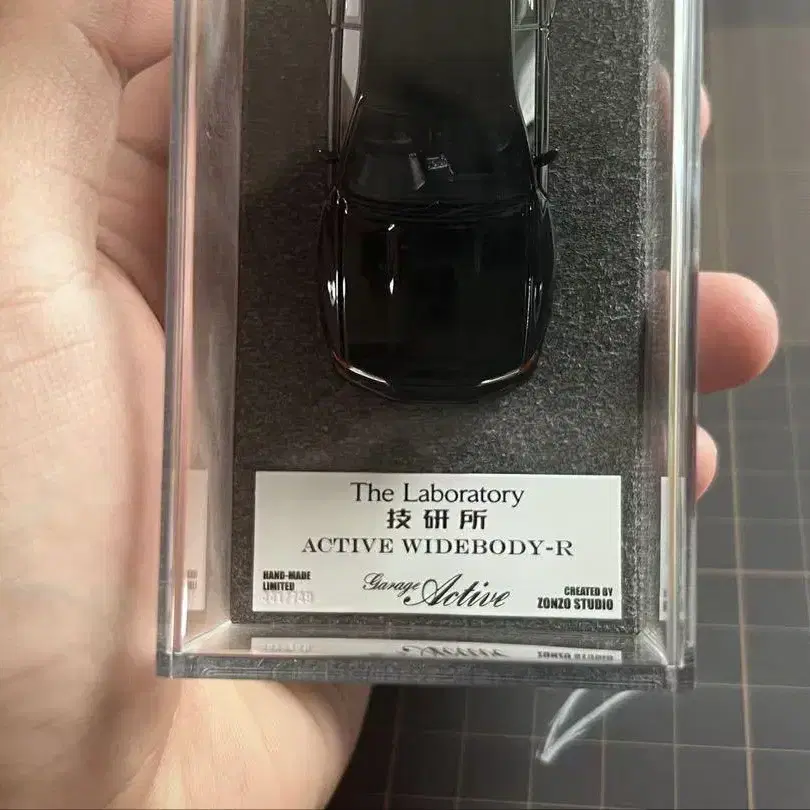 The Laboratory
技研所
ACTIVE WIDEBODY-R
HAND-MADE
LIMITED
Garage Active
CREATED BY
ZONZO STUDIO